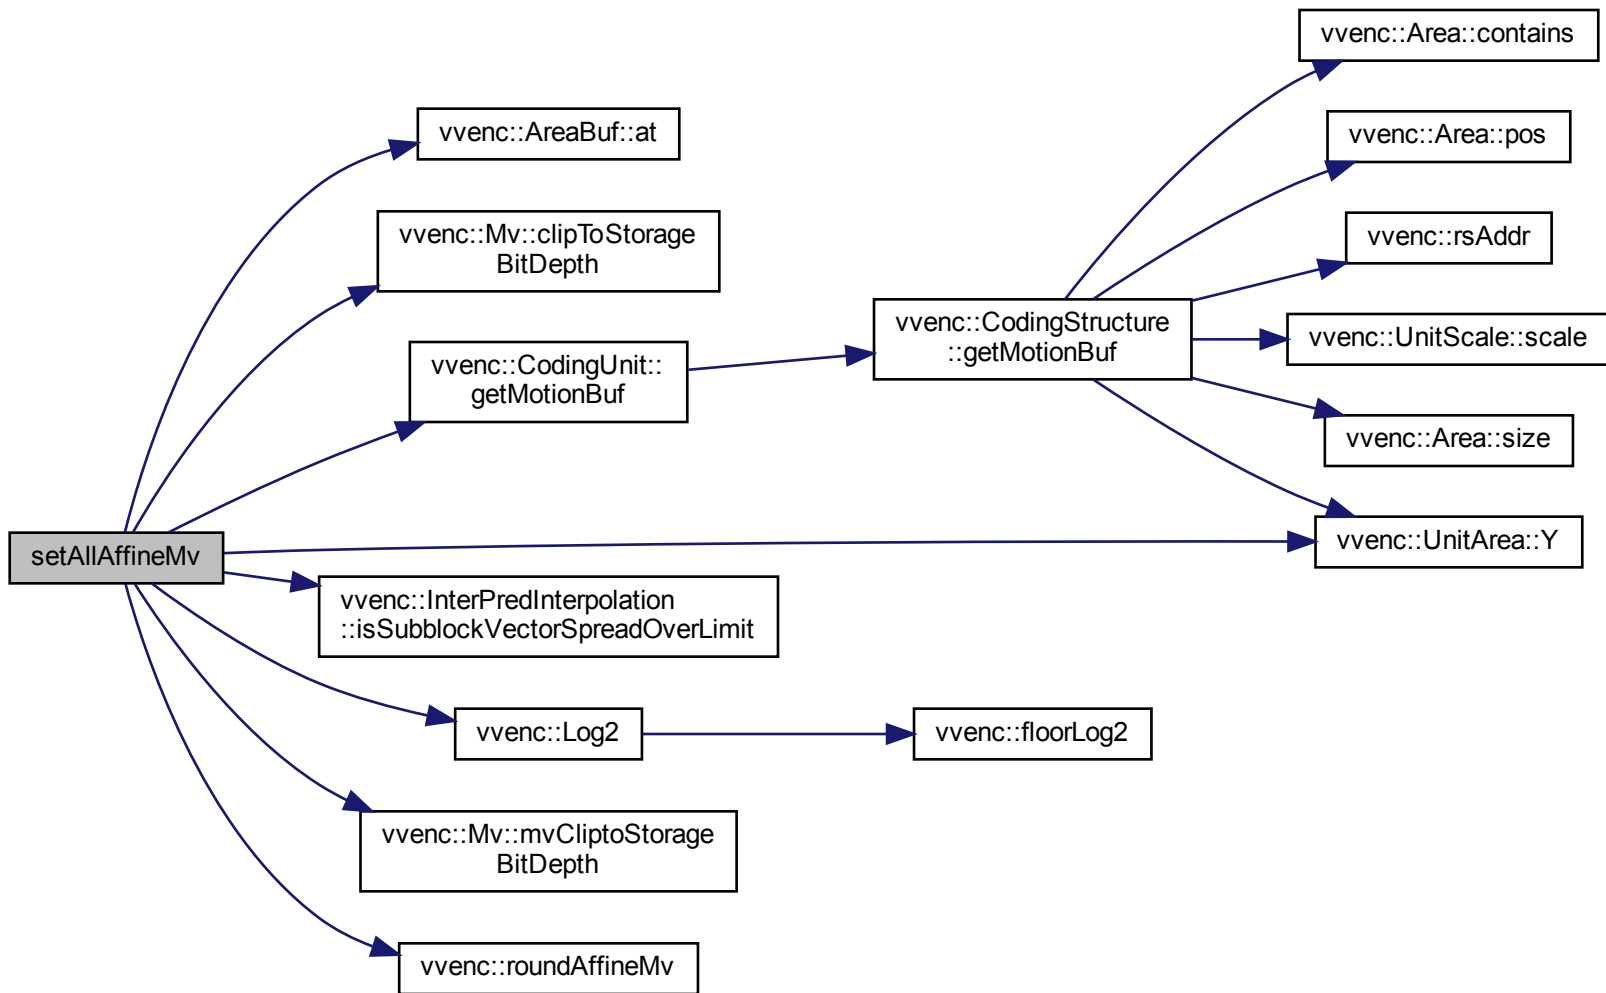 vvenc::Area::contains
vvenc::AreaBuf::at
vvenc::Area::pos
vvenc::Mv::clipToStorage
BitDepth
vvenc::rsAddr
vvenc::CodingStructure
::getMotionBuf
vvenc::UnitScale::scale
vvenc::CodingUnit::
getMotionBuf
vvenc::Area::size
setAllAffineMv
vvenc::UnitArea::Y
vvenc::InterPredInterpolation
::isSubblockVectorSpreadOverLimit
vvenc::Log2
vvenc::floorLog2
vvenc::Mv::mvCliptoStorage
BitDepth
vvenc::roundAffineMv